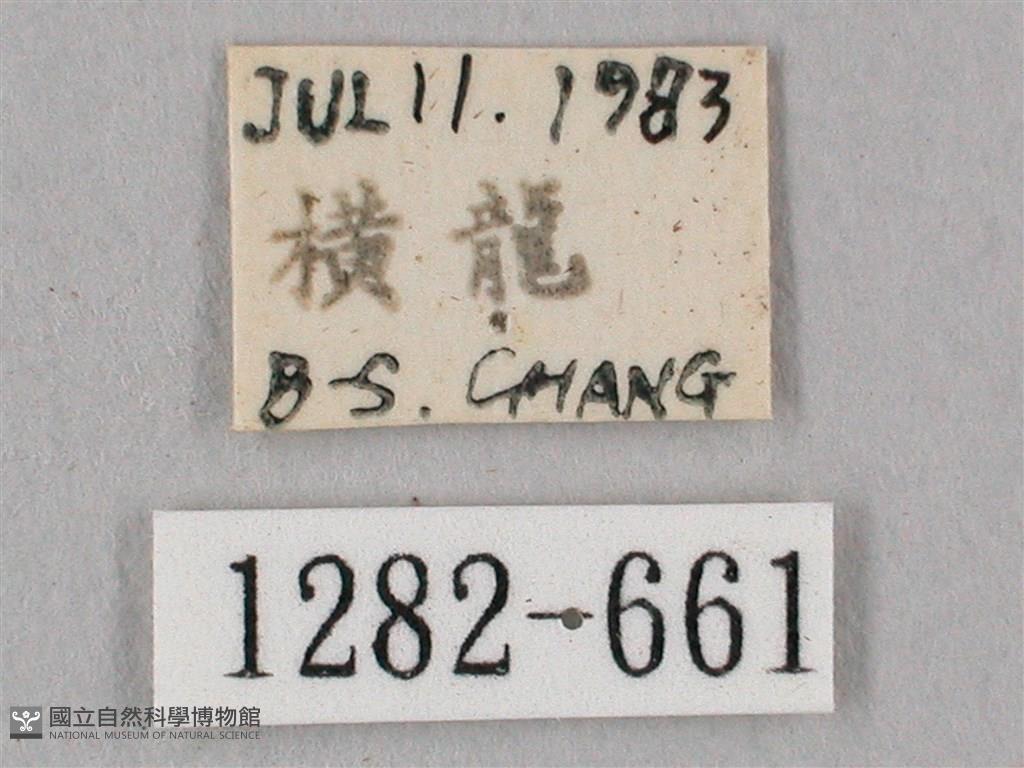 JUL 11. 1983
橫龍
B-S. CHANG
1282-661
國立自然科學博物館
NATIONAL MUSEUM OF NATURAL SCIENCE